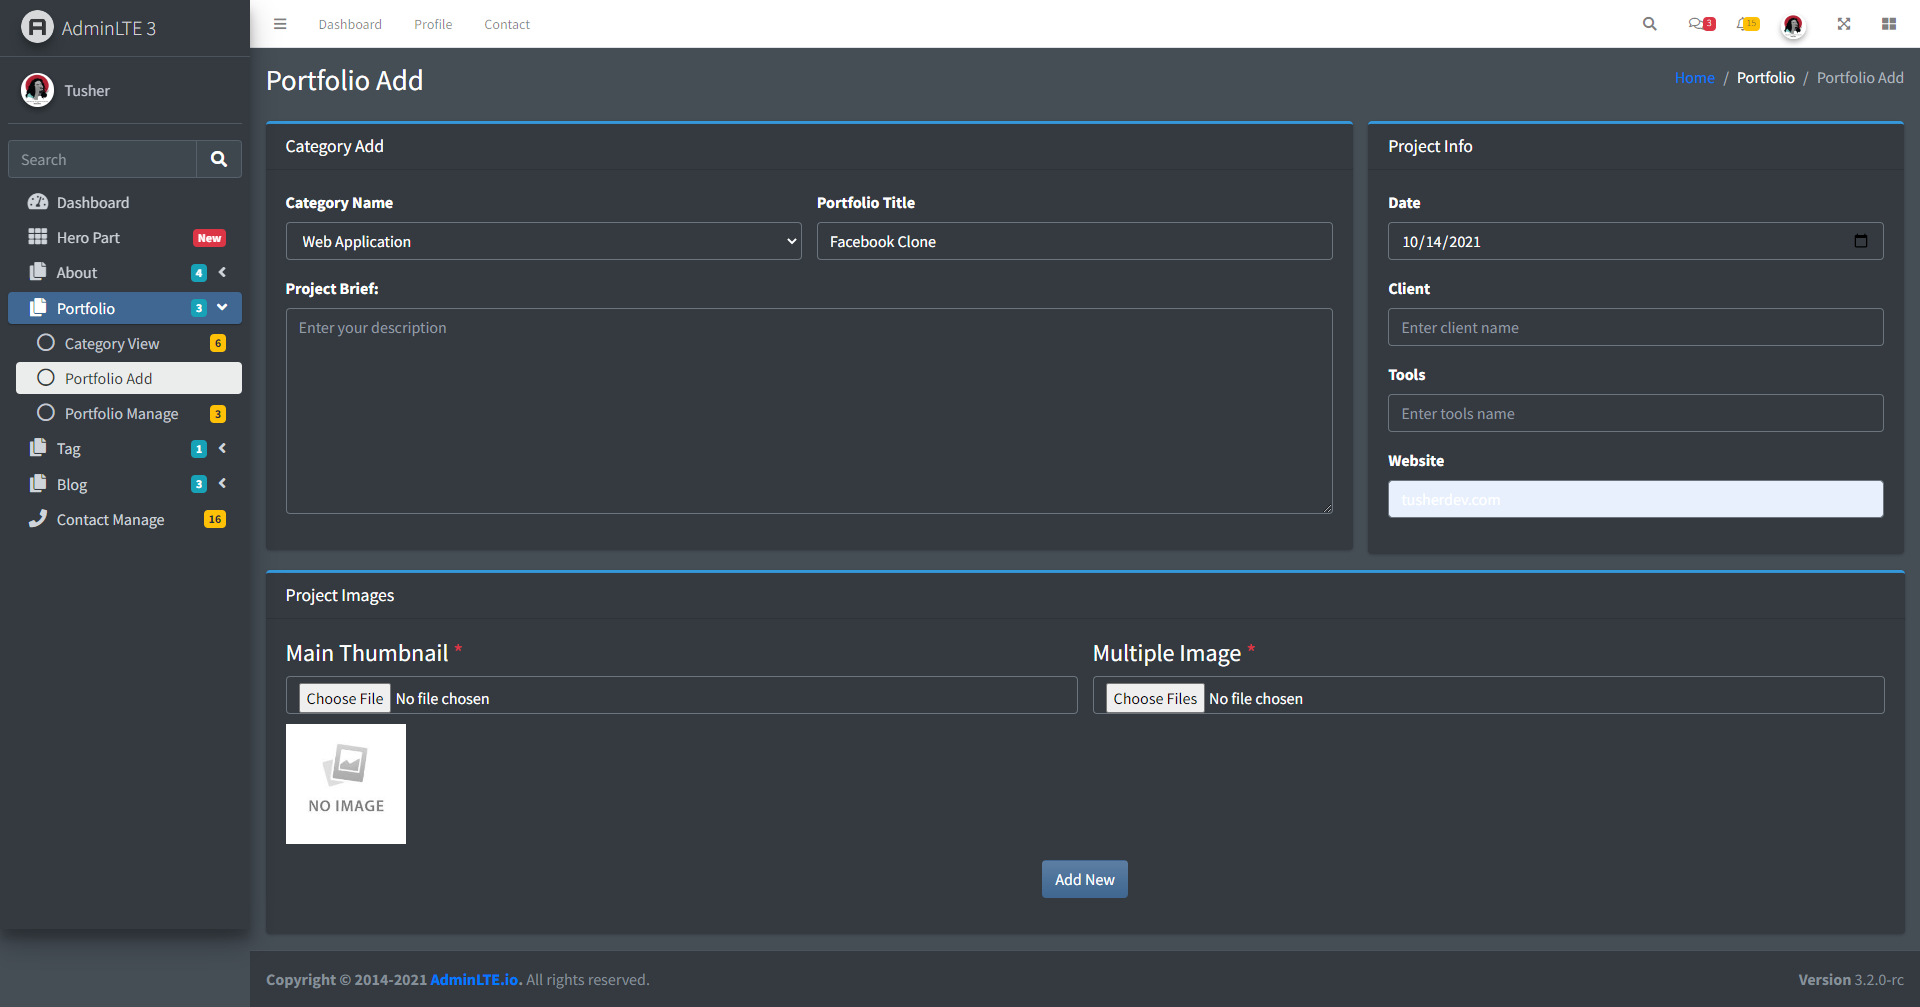 AdminLTE 3
Dashboard Profile Contact
3 15
Tusher
Portfolio Add
Home / Portfolio / Portfolio Add
Search
Dashboard
Hero Part New
About 4
Portfolio 3
Category View 6
Portfolio Add
Portfolio Manage 3
Tag 1
Blog 3
Contact Manage 16
Category Add
Category Name Portfolio Title
Web Application Facebook Clone
Project Brief:
Enter your description
Project Info
Date
10/14/2021
Client
Enter client name
Tools
Enter tools name
Website
tusherdev.com
Project Images
Main Thumbnail * Multiple Image *
Choose File No file chosen Choose Files No file chosen
NO IMAGE
Add New
Copyright © 2014-2021 AdminLTE.io. All rights reserved. Version 3.2.0-rc